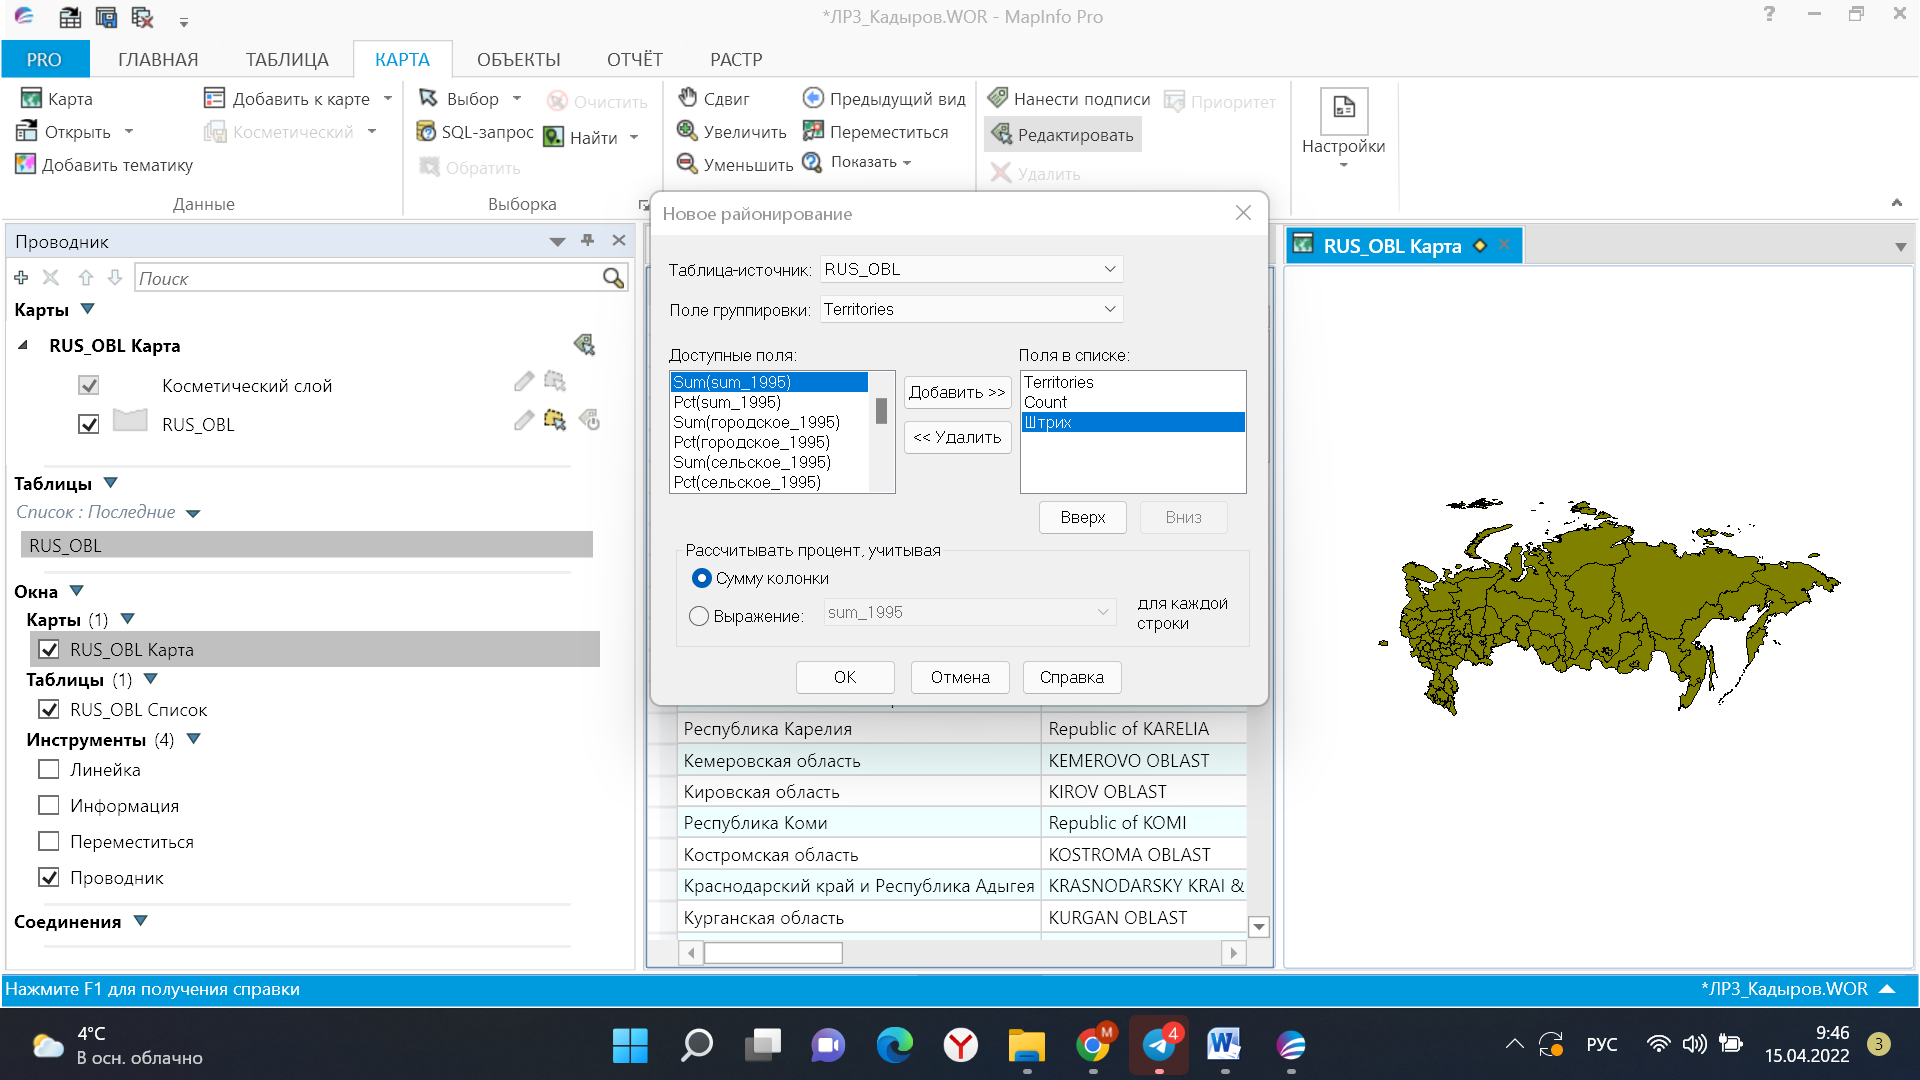 *ЛР3_Кадыров.WOR - MapInfo Pro
PRO ГЛАВНАЯ ТАБЛИЦА КАРТА ОБЪЕКТЫ ОТЧЁТ РАСТР
Карта
Открыть
Добавить тематику
Добавить к карте
Косметический
Данные
Выбор
SQL-запрос
Обратить
Очистить
Найти
Выборка
Сдвиг
Увеличить
Уменьшить
Предыдущий вид
Переместиться
Показать
Нанести подписи
Редактировать
Удалить
Приоритет
Настройки
Проводник
Поиск
Карты
RUS_OBL Карта
Косметический слой
RUS_OBL
Таблицы
Список : Последние
RUS_OBL
Окна
Карты (1)
RUS_OBL Карта
Таблицы (1)
RUS_OBL Список
Инструменты (4)
Линейка
Информация
Переместиться
Проводник
Соединения
Новое районирование
Таблица-источник: RUS_OBL
Поле группировки: Territories
Доступные поля:
Sum(sum_1995)
Pct(sum_1995)
Sum(городское_1995)
Pct(городское_1995)
Sum(сельское_1995)
Pct(сельское_1995)
Добавить >>
<< Удалить
Поля в списке:
Territories
Count
Штрих
Вверх Вниз
Рассчитывать процент, учитывая
Сумму колонки
Выражение: sum_1995
для каждой
строки
OK Отмена Справка
Республика Карелия Republic of KARELIA
Кемеровская область KEMEROVO OBLAST
Кировская область KIROV OBLAST
Республика Коми Republic of KOMI
Костромская область KOSTROMA OBLAST
Краснодарский край и Республика Адыгея KRASNODARSKY KRAI &
Курганская область KURGAN OBLAST
RUS_OBL Карта
Нажмите F1 для получения справки
*ЛР3_Кадыров.WOR
4°C
В осн. облачно
M
4
РУС
9:46
15.04.2022
3